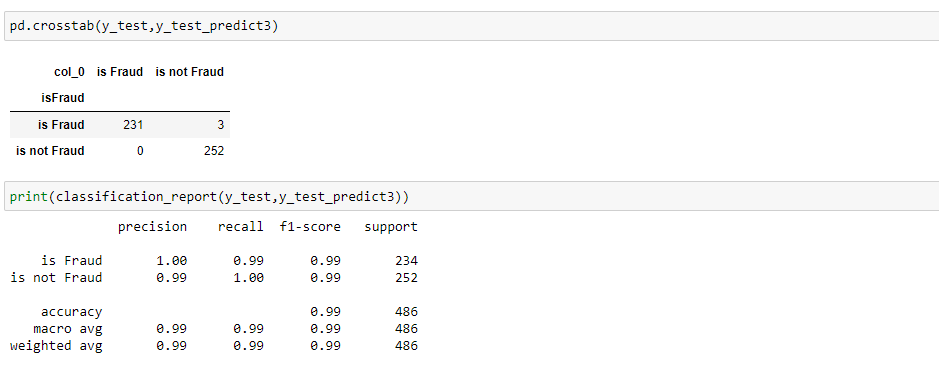 pd.crosstab(y_test,y_test_predict3)
col_0 is Fraud is not Fraud
isFraud
is Fraud 231 3
is not Fraud 0 252
print(classification_report(y_test,y_test_predict3))
precision recall f1-score support
is Fraud 1.00 0.99 0.99 234
is not Fraud 0.99 1.00 0.99 252
accuracy 0.99 486
macro avg 0.99 0.99 0.99 486
weighted avg 0.99 0.99 0.99 486